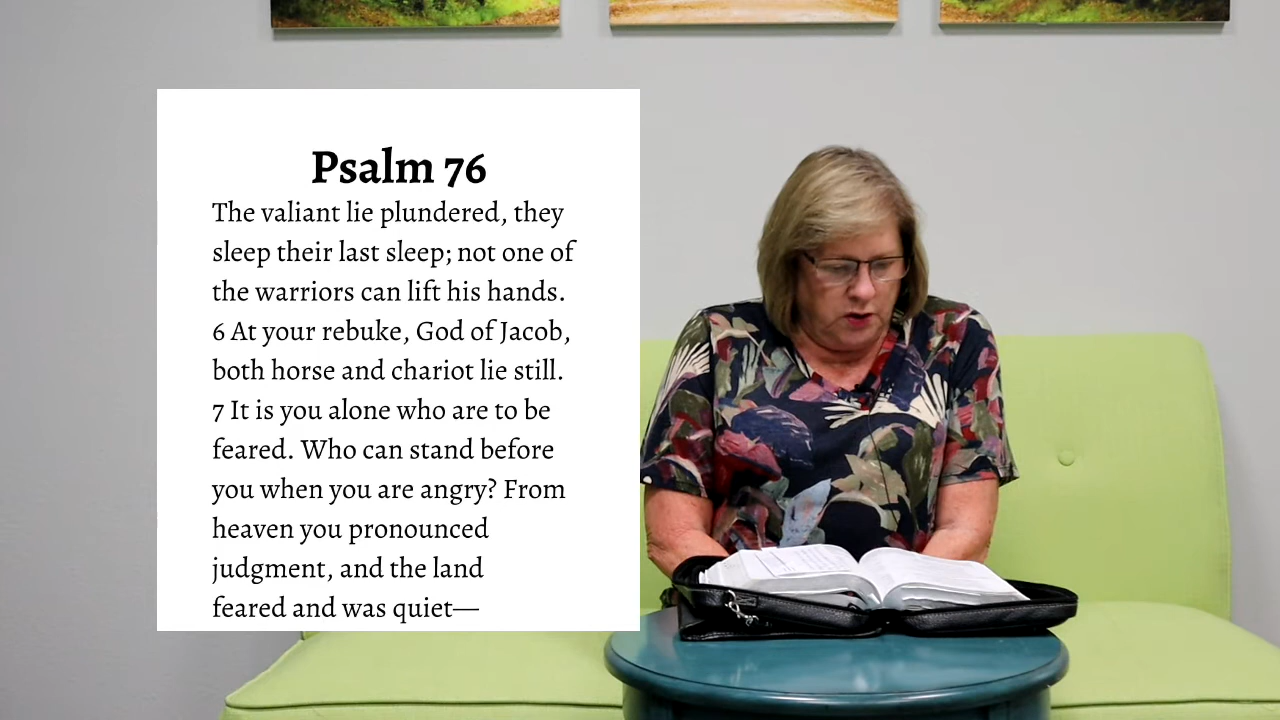 Psalm 76
The valiant lie plundered, they
sleep their last sleep; not one of
the warriors can lift his hands.
6 At your rebuke, God of Jacob,
both horse and chariot lie still.
7 It is you alone who are to be
feared. Who can stand before
you when you are angry? From
heaven you pronounced
judgment, and the land
feared and was quiet—